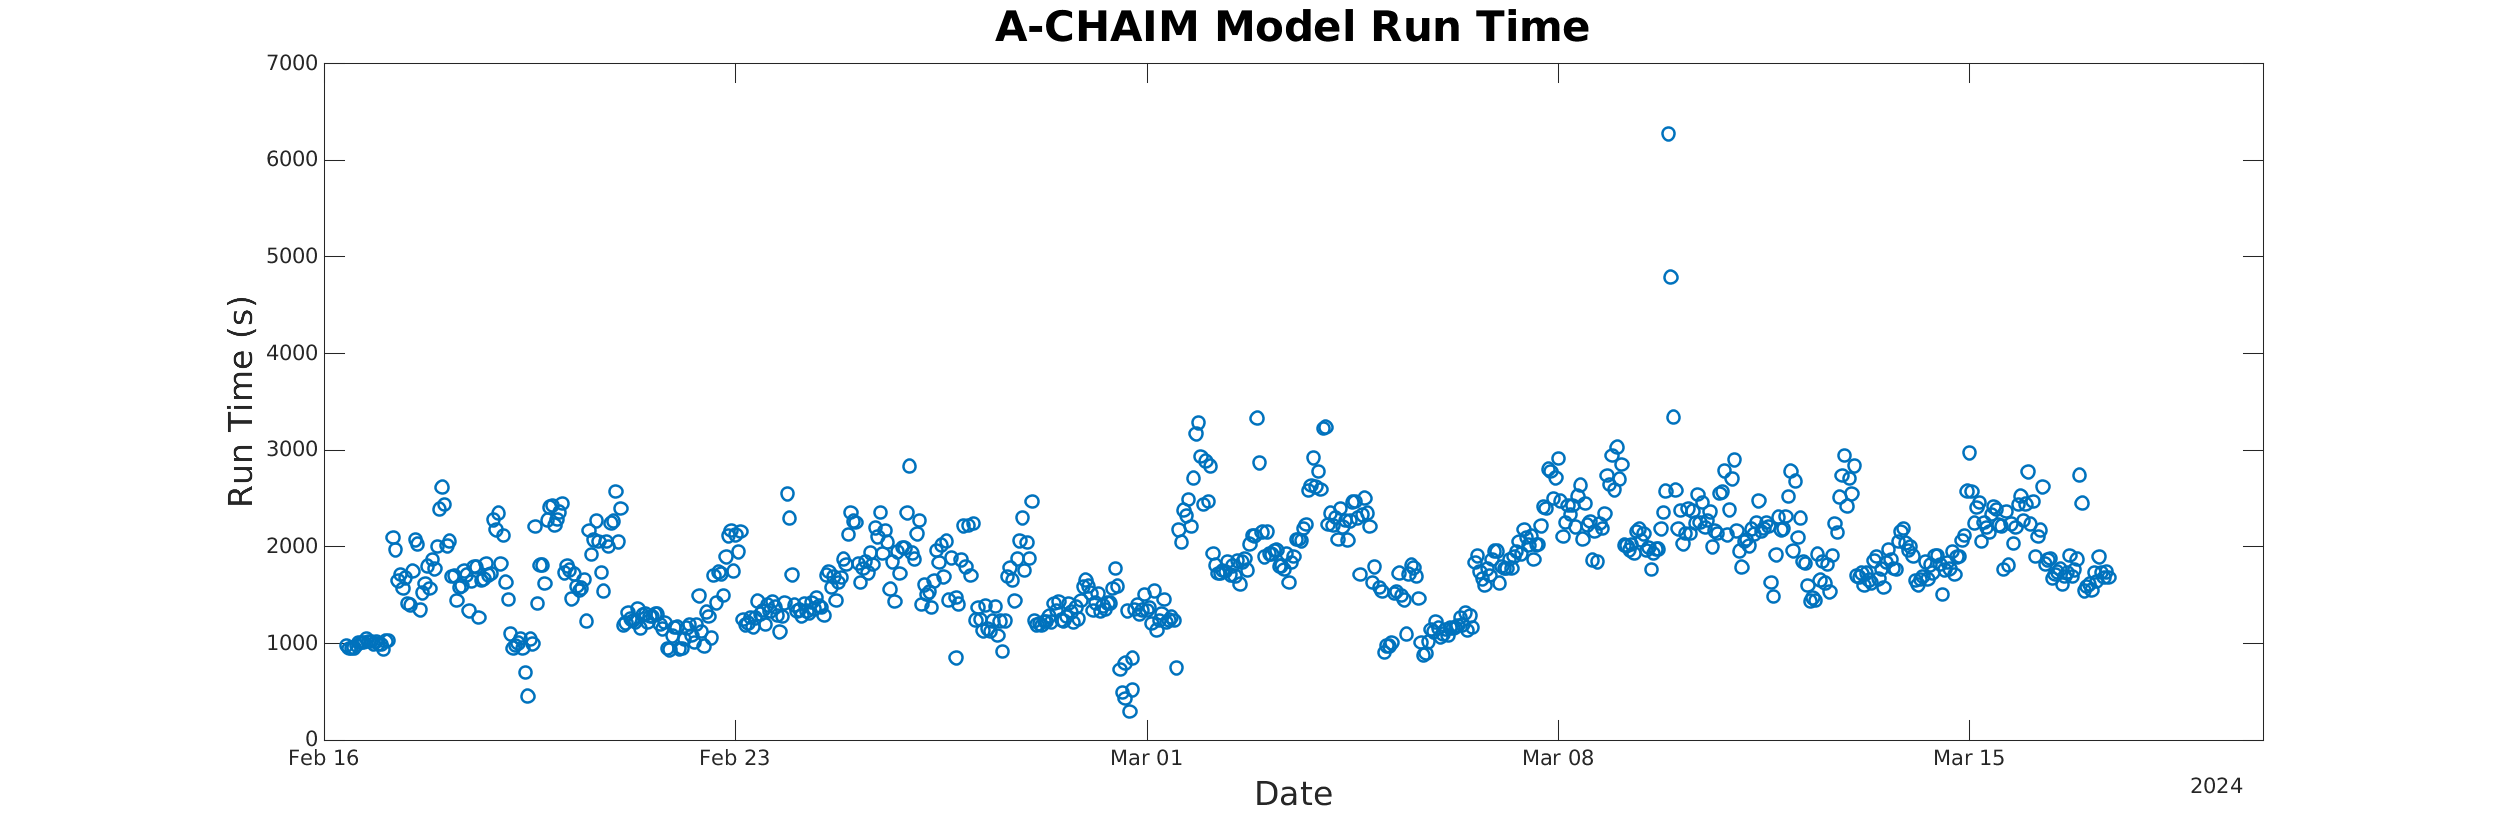 A-CHAIM Model Run Time
7000
6000
5000
4000
3000
2000
1000
0
Run Time (s)
Feb 16 Feb 23 Mar 01 Mar 08 Mar 15
2024
Date